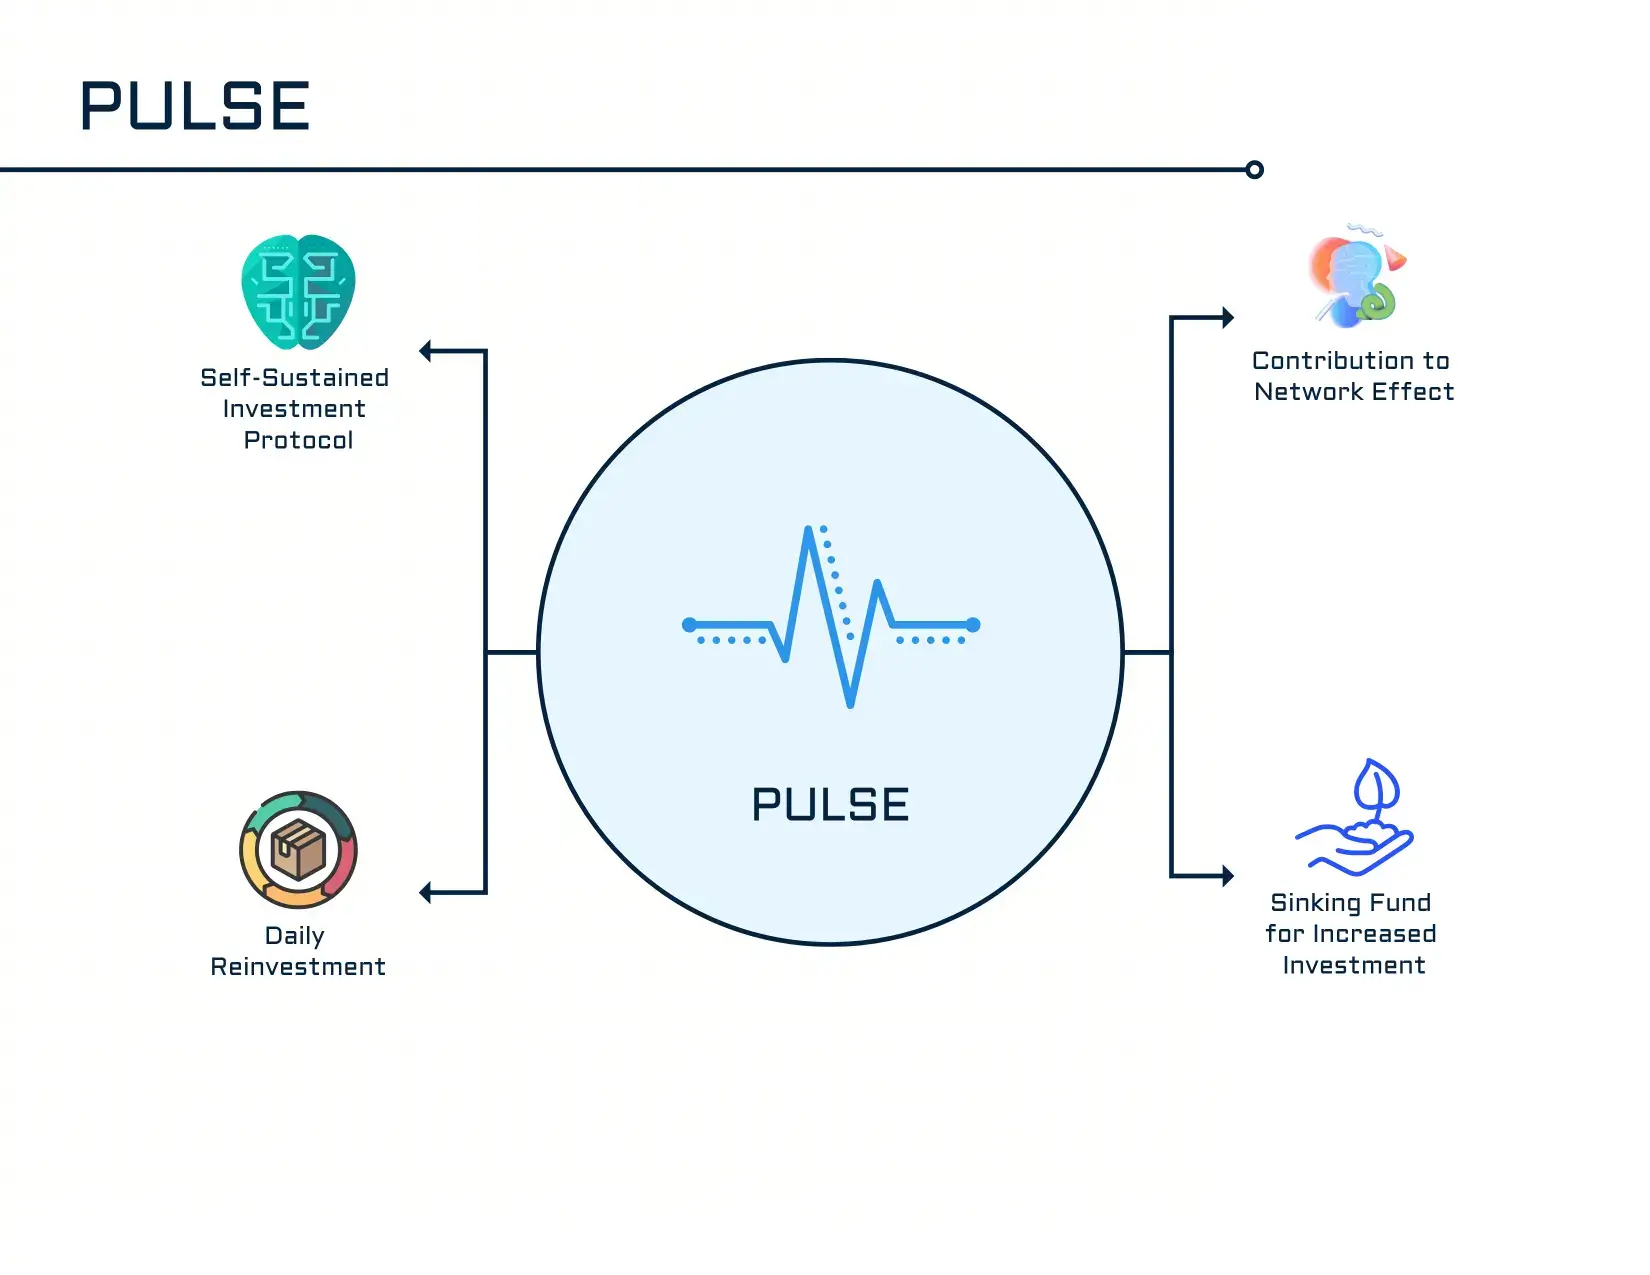 PULSE
Self-Sustained
Investment
Protocol
Contribution to
Network Effect
PULSE
Daily
Reinvestment
Sinking Fund
for Increased
Investment